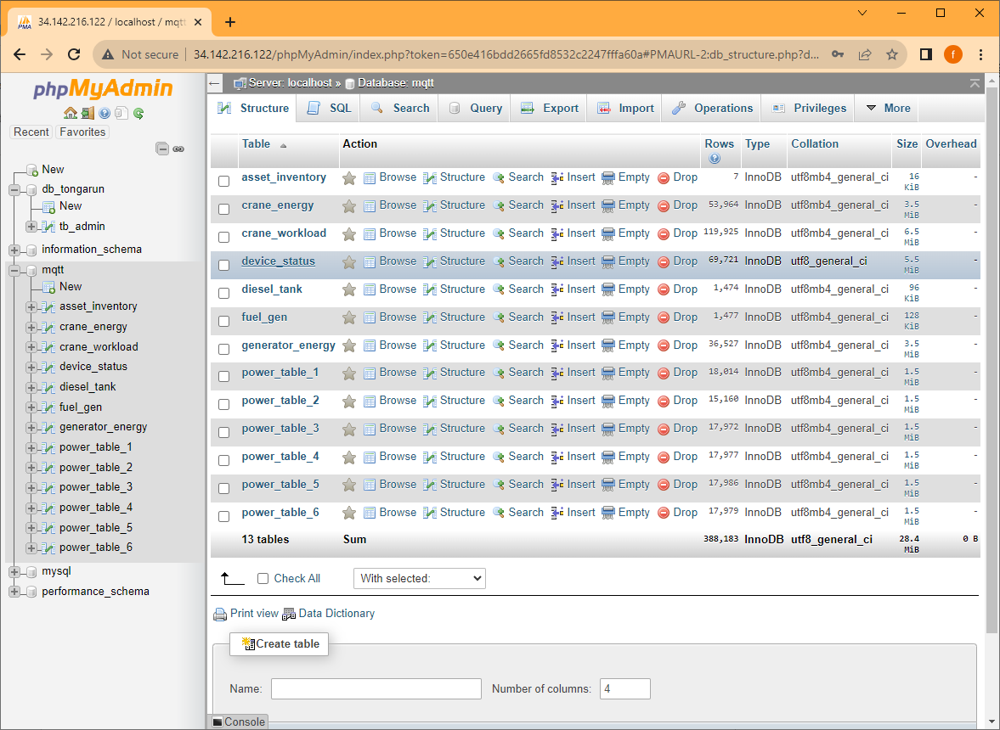 34.142.216.122 / localhost / mqtt
Not secure 34.142.216.122/phpMyAdmin/index.php?token=650e416bdd2665fd8532c2247fffa60a#PMAURL-2:db_structure.php?d... f
phpMyAdmin
Recent Favorites
New
db_tongarun
New
tb_admin
information_schema
mqtt
New
asset_inventory
crane_energy
crane_workload
device_status
diesel_tank
fuel_gen
generator_energy
power_table_1
power_table_2
power_table_3
power_table_4
power_table_5
power_table_6
mysql
performance_schema
Server: localhost » Database: mqtt
Structure SQL Search Query Export Import Operations Privileges More
Table Action Rows Type Collation Size Overhead
asset_inventory Browse Structure Search Insert Empty Drop 7 InnoDB utf8mb4_general_ci 16 KiB -
crane_energy Browse Structure Search Insert Empty Drop 53,964 InnoDB utf8mb4_general_ci 3.5 MiB -
crane_workload Browse Structure Search Insert Empty Drop 119,925 InnoDB utf8mb4_general_ci 6.5 MiB -
device_status Browse Structure Search Insert Empty Drop 69,721 InnoDB utf8_general_ci 5.5 MiB -
diesel_tank Browse Structure Search Insert Empty Drop 1,474 InnoDB utf8mb4_general_ci 96 KiB -
fuel_gen Browse Structure Search Insert Empty Drop 1,477 InnoDB utf8mb4_general_ci 128 KiB -
generator_energy Browse Structure Search Insert Empty Drop 36,527 InnoDB utf8mb4_general_ci 3.5 MiB -
power_table_1 Browse Structure Search Insert Empty Drop 18,014 InnoDB utf8mb4_general_ci 1.5 MiB -
power_table_2 Browse Structure Search Insert Empty Drop 15,160 InnoDB utf8mb4_general_ci 1.5 MiB -
power_table_3 Browse Structure Search Insert Empty Drop 17,972 InnoDB utf8mb4_general_ci 1.5 MiB -
power_table_4 Browse Structure Search Insert Empty Drop 17,977 InnoDB utf8mb4_general_ci 1.5 MiB -
power_table_5 Browse Structure Search Insert Empty Drop 17,986 InnoDB utf8mb4_general_ci 1.5 MiB -
power_table_6 Browse Structure Search Insert Empty Drop 17,979 InnoDB utf8mb4_general_ci 1.5 MiB -
13 tables Sum 388,183 InnoDB utf8_general_ci 28.4 MiB 0 B
Check All With selected:
Print view Data Dictionary
Create table
Name: Number of columns: 4
Console